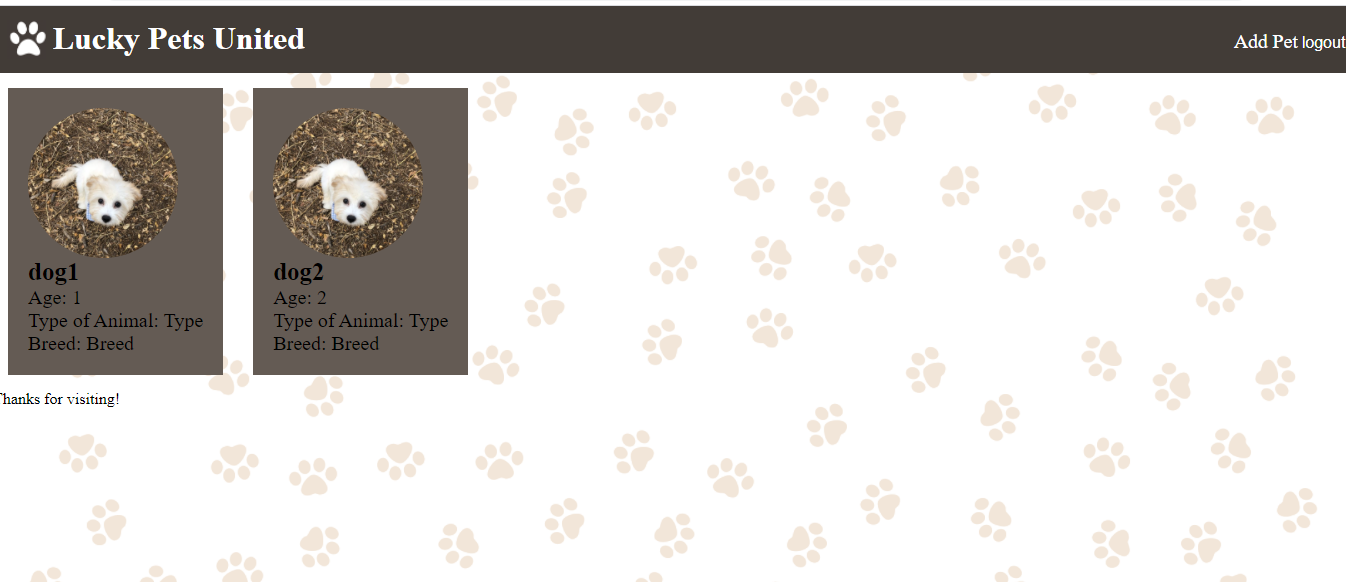 Lucky Pets United
Add Pet logout
dog1
Age: 1
Type of Animal: Type
Breed: Breed
dog2
Age: 2
Type of Animal: Type
Breed: Breed
Thanks for visiting!